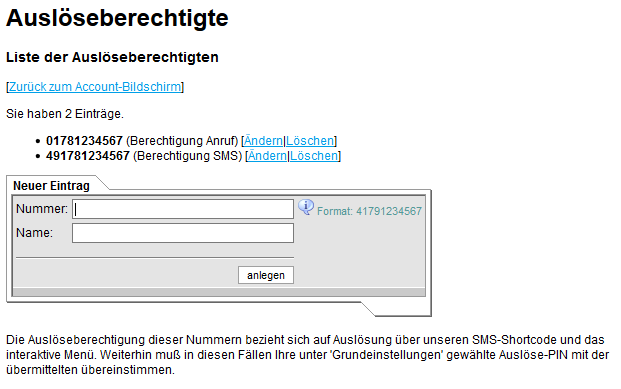 Auslöseberechtigte
Liste der Auslöseberechtigten
[Zurück zum Account-Bildschirm]
Sie haben 2 Einträge.
• 01781234567 (Berechtigung Anruf) [Ändern|Löschen]
• 491781234567 (Berechtigung SMS) [Ändern|Löschen]
Neuer Eintrag
Nummer: Format: 41791234567
Name:
anlegen
Die Auslöseberechtigung dieser Nummern bezieht sich auf Auslösung über unseren SMS-Shortcode und das
interaktive Menü. Weiterhin muß in diesen Fällen Ihre unter 'Grundeinstellungen' gewählte Auslöse-PIN mit der
übermittelten übereinstimmen.